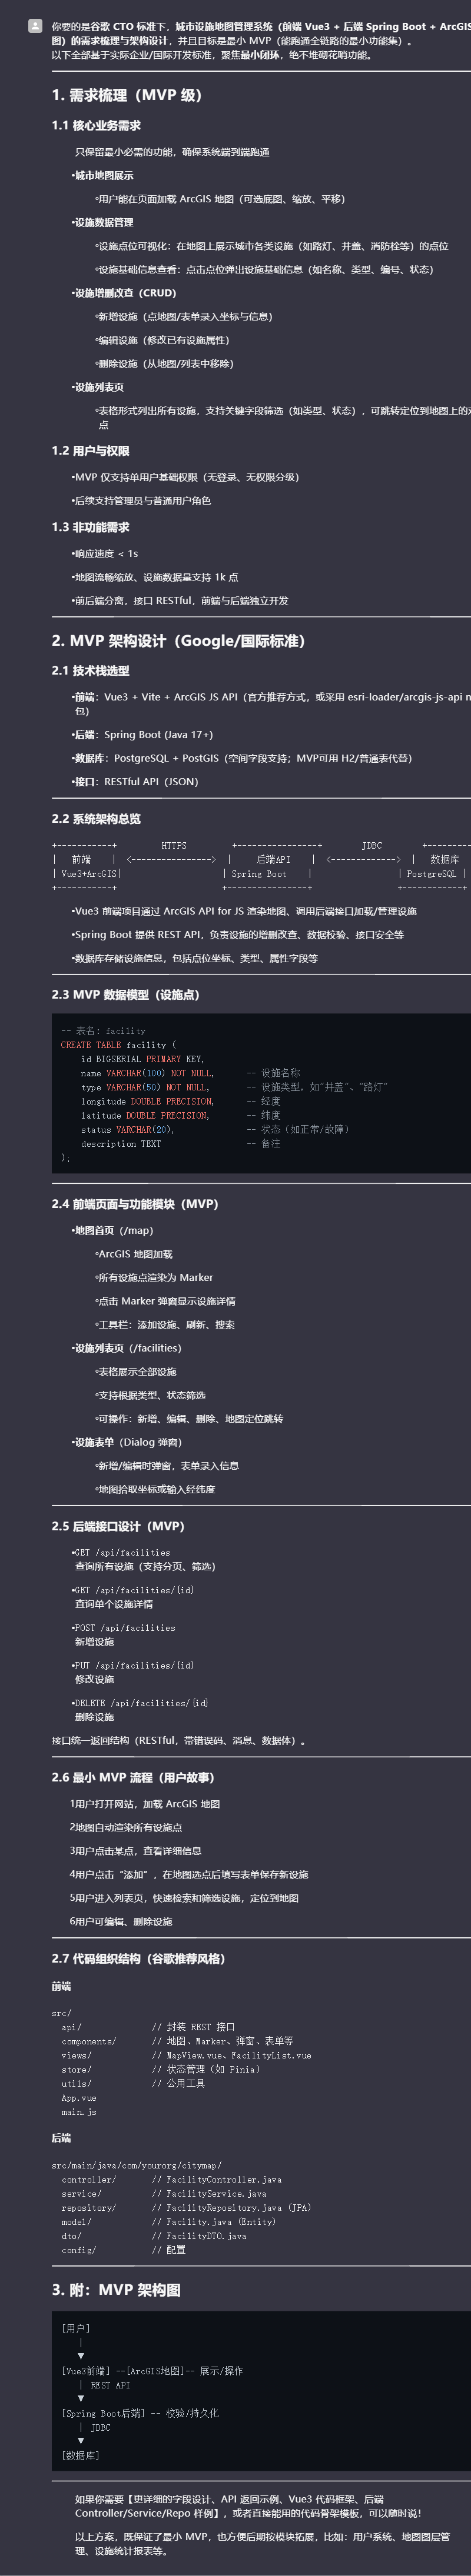 你要的是谷歌 CTO 标准下，城市设施地图管理系统（前端 Vue3 + 后端 Spring Boot + ArcGIS
图）的需求梳理与架构设计，并且目标是最小 MVP（能跑通全链路的最小功能集）。
以下全部基于实际企业/国际开发标准，聚焦最小闭环，绝不堆砌花哨功能。
1. 需求梳理（MVP 级）
1.1 核心业务需求
只保留最小必需的功能，确保系统端到端跑通
•城市地图展示
◦用户能在页面加载 ArcGIS 地图（可选底图、缩放、平移）
•设施数据管理
◦设施点位可视化：在地图上展示城市各类设施（如路灯、井盖、消防栓等）的点位
◦设施基础信息查看：点击点位弹出设施基础信息（如名称、类型、编号、状态）
•设施增删改查（CRUD）
◦新增设施（点地图/表单录入坐标与信息）
◦编辑设施（修改已有设施属性）
◦删除设施（从地图/列表中移除）
•设施列表页
◦表格形式列出所有设施，支持关键字段筛选（如类型、状态），可跳转定位到地图上的
点
1.2 用户与权限
•MVP 仅支持单用户基础权限（无登录、无权限分级）
•后续支持管理员与普通用户角色
1.3 非功能需求
•响应速度 < 1s
•地图流畅缩放、设施数据量支持 1k 点
•前后端分离，接口 RESTful，前端与后端独立开发
2. MVP 架构设计（Google/国际标准）
2.1 技术栈选型
•前端：Vue3 + Vite + ArcGIS JS API（官方推荐方式，或采用 esri-loader/arcgis-js-api
包）
•后端：Spring Boot (Java 17+)
•数据库：PostgreSQL + PostGIS（空间字段支持；MVP可用 H2/普通表代替）
•接口：RESTful API（JSON）
2.2 系统架构总览
+-----------+ HTTPS +----------------+ JDBC +---------
| 前端 | <----------------> | 后端API | <-------------> | 数据库
| Vue3+ArcGIS| | Spring Boot | | PostgreSQL |
+-----------+ +----------------+ +------------+
•Vue3 前端项目通过 ArcGIS API for JS 渲染地图、调用后端接口加载/管理设施
•Spring Boot 提供 REST API，负责设施的增删改查、数据校验、接口安全等
•数据库存储设施信息，包括点位坐标、类型、属性字段等
2.3 MVP 数据模型（设施点）
-- 表名: facility
CREATE TABLE facility (
id BIGSERIAL PRIMARY KEY,
name VARCHAR(100) NOT NULL, -- 设施名称
type VARCHAR(50) NOT NULL, -- 设施类型，如"井盖"、"路灯"
longitude DOUBLE PRECISION, -- 经度
latitude DOUBLE PRECISION, -- 纬度
status VARCHAR(20), -- 状态（如正常/故障）
description TEXT -- 备注
);
2.4 前端页面与功能模块（MVP）
•地图首页（/map）
◦ArcGIS 地图加载
◦所有设施点渲染为 Marker
◦点击 Marker 弹窗显示设施详情
◦工具栏：添加设施、刷新、搜索
•设施列表页（/facilities）
◦表格展示全部设施
◦支持根据类型、状态筛选
◦可操作：新增、编辑、删除、地图定位跳转
•设施表单（Dialog 弹窗）
◦新增/编辑时弹窗，表单录入信息
◦地图拾取坐标或输入经纬度
2.5 后端接口设计（MVP）
•GET /api/facilities
查询所有设施（支持分页、筛选）
•GET /api/facilities/{id}
查询单个设施详情
•POST /api/facilities
新增设施
•PUT /api/facilities/{id}
修改设施
•DELETE /api/facilities/{id}
删除设施
接口统一返回结构（RESTful，带错误码、消息、数据体）。
2.6 最小 MVP 流程（用户故事）
1用户打开网站，加载 ArcGIS 地图
2地图自动渲染所有设施点
3用户点击某点，查看详细信息
4用户点击“添加”，在地图选点后填写表单保存新设施
5用户进入列表页，快速检索和筛选设施，定位到地图
6用户可编辑、删除设施
2.7 代码组织结构（谷歌推荐风格）
前端
src/
api/ // 封装 REST 接口
components/ // 地图、Marker、弹窗、表单等
views/ // MapView.vue、FacilityList.vue
store/ // 状态管理（如 Pinia）
utils/ // 公用工具
App.vue
main.js
后端
src/main/java/com/yourorg/citymap/
controller/ // FacilityController.java
service/ // FacilityService.java
repository/ // FacilityRepository.java (JPA)
model/ // Facility.java (Entity)
dto/ // FacilityDTO.java
config/ // 配置
3. 附：MVP 架构图
[用户]
|
▼
[Vue3前端] --[ArcGIS地图]-- 展示/操作
| REST API
▼
[Spring Boot后端] -- 校验/持久化
| JDBC
▼
[数据库]
如果你需要【更详细的字段设计、API 返回示例、Vue3 代码框架、后端
Controller/Service/Repo 样例】，或者直接能用的代码骨架模板，可以随时说！
以上方案，既保证了最小 MVP，也方便后期按模块拓展，比如：用户系统、地图图层管
理、设施统计报表等。